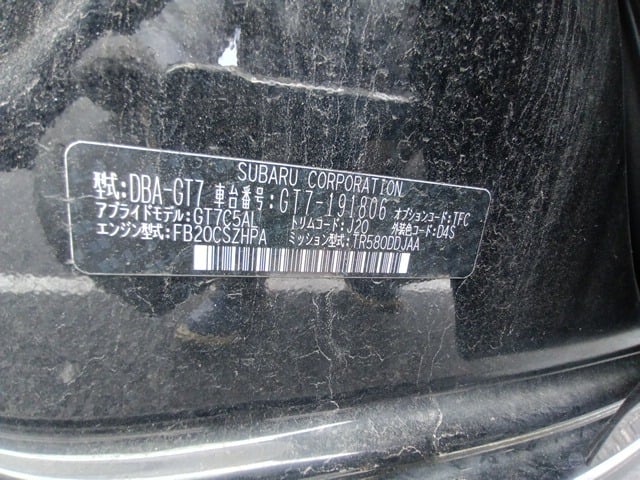 SUBARU CORPORATION
型式:DBA-GT7 車台番号:GT7-191806 オプションコード:TFC
アプライドモデル:GT7C5AL トリムコード:J20 外装色コード:D4S
エンジン型式:FB20CSZHPA ミッション型式:TR580DDJAA